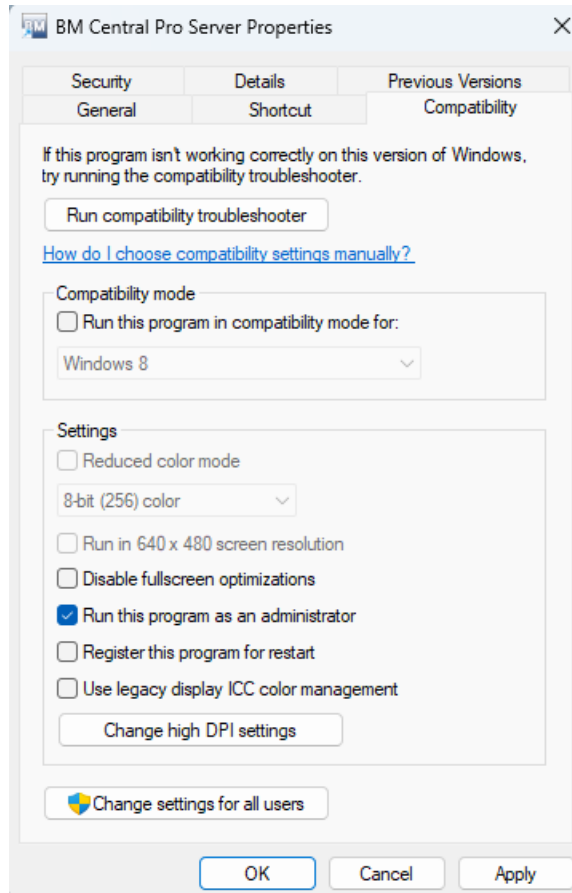 BM Central Pro Server Properties
Security Details Previous Versions
General Shortcut Compatibility
If this program isn't working correctly on this version of Windows,
try running the compatibility troubleshooter.
Run compatibility troubleshooter
How do I choose compatibility settings manually?
Compatibility mode
Run this program in compatibility mode for:
Windows 8
Settings
Reduced color mode
8-bit (256) color
Run in 640 x 480 screen resolution
Disable fullscreen optimizations
Run this program as an administrator
Register this program for restart
Use legacy display ICC color management
Change high DPI settings
Change settings for all users
OK Cancel Apply